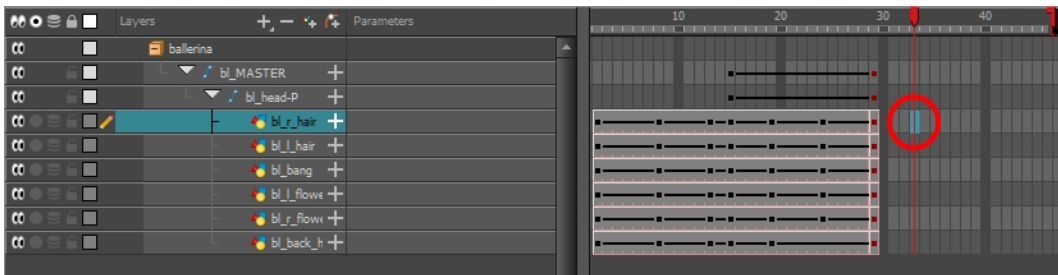 Layers Parameters 10 20 30 40
ballerina
bl_MASTER
bl_head-P
bl_r_hair
bl_l_hair
bl_bang
bl_l_flowe
bl_r_flowe
bl_back_h